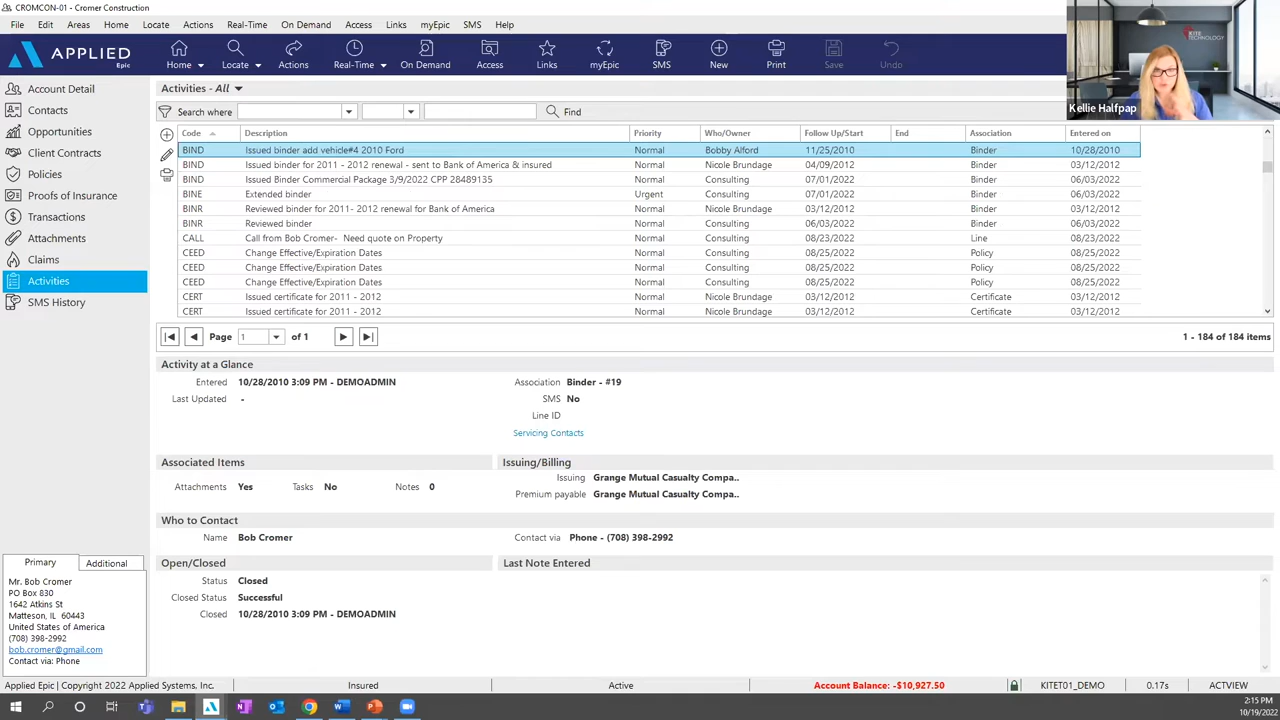 CROMCON-01 - Cromer Construction
File Edit Areas Home Locate Actions Real-Time On Demand Access Links myEpic SMS Help
APPLIED Epic
Home Locate Actions Real-Time On Demand Access Links myEpic SMS New Print Save Undo
KITE TECHNOLOGY
Kellie Halfpap
Account Detail
Contacts
Opportunities
Client Contracts
Policies
Proofs of Insurance
Transactions
Attachments
Claims
Activities
SMS History
Activities - All
Search where Find
Code Description Priority Who/Owner Follow Up/Start End Association Entered on
BIND Issued binder add vehicle#4 2010 Ford Normal Bobby Alford 11/25/2010 Binder 10/28/2010
BIND Issued binder for 2011 - 2012 renewal - sent to Bank of America & insured Normal Nicole Brundage 04/09/2012 Binder 03/12/2012
BIND Issued Binder Commercial Package 3/9/2022 CPP 28489135 Normal Consulting 07/01/2022 Binder 06/03/2022
BINE Extended binder Urgent Consulting 07/01/2022 Binder 06/03/2022
BINR Reviewed binder for 2011- 2012 renewal for Bank of America Normal Nicole Brundage 03/12/2012 Binder 03/12/2012
BINR Reviewed binder Normal Consulting 06/03/2022 Binder 06/03/2022
CALL Call from Bob Cromer- Need quote on Property Normal Consulting 08/23/2022 Line 08/23/2022
CEED Change Effective/Expiration Dates Normal Consulting 08/25/2022 Policy 08/25/2022
CEED Change Effective/Expiration Dates Normal Consulting 08/25/2022 Policy 08/25/2022
CEED Change Effective/Expiration Dates Normal Consulting 08/25/2022 Policy 08/25/2022
CERT Issued certificate for 2011 - 2012 Normal Nicole Brundage 03/12/2012 Certificate 03/12/2012
CERT Issued certificate for 2011 - 2012 Normal Nicole Brundage 03/12/2012 Certificate 03/12/2012
Page 1 of 1 1 - 184 of 184 items
Activity at a Glance
Entered 10/28/2010 3:09 PM - DEMOADMIN Association Binder - #19
Last Updated - SMS No
Line ID
Servicing Contacts
Associated Items Issuing/Billing
Issuing Grange Mutual Casualty Compa..
Attachments Yes Tasks No Notes 0
Premium payable Grange Mutual Casualty Compa..
Who to Contact
Name Bob Cromer Contact via Phone - (708) 398-2992
Open/Closed Last Note Entered
Status Closed
Closed Status Successful
Closed 10/28/2010 3:09 PM - DEMOADMIN
Primary Additional
Mr. Bob Cromer
PO Box 830
1642 Atkins St
Matteson, IL 60443
United States of America
(708) 398-2992
bob.cromer@gmail.com
Contact via: Phone
Applied Epic | Copyright 2022 Applied Systems, Inc. Insured Active Account Balance: -$10,927.50 KITET01_DEMO 0.17s ACTVIEW
2:15 PM
10/19/2022